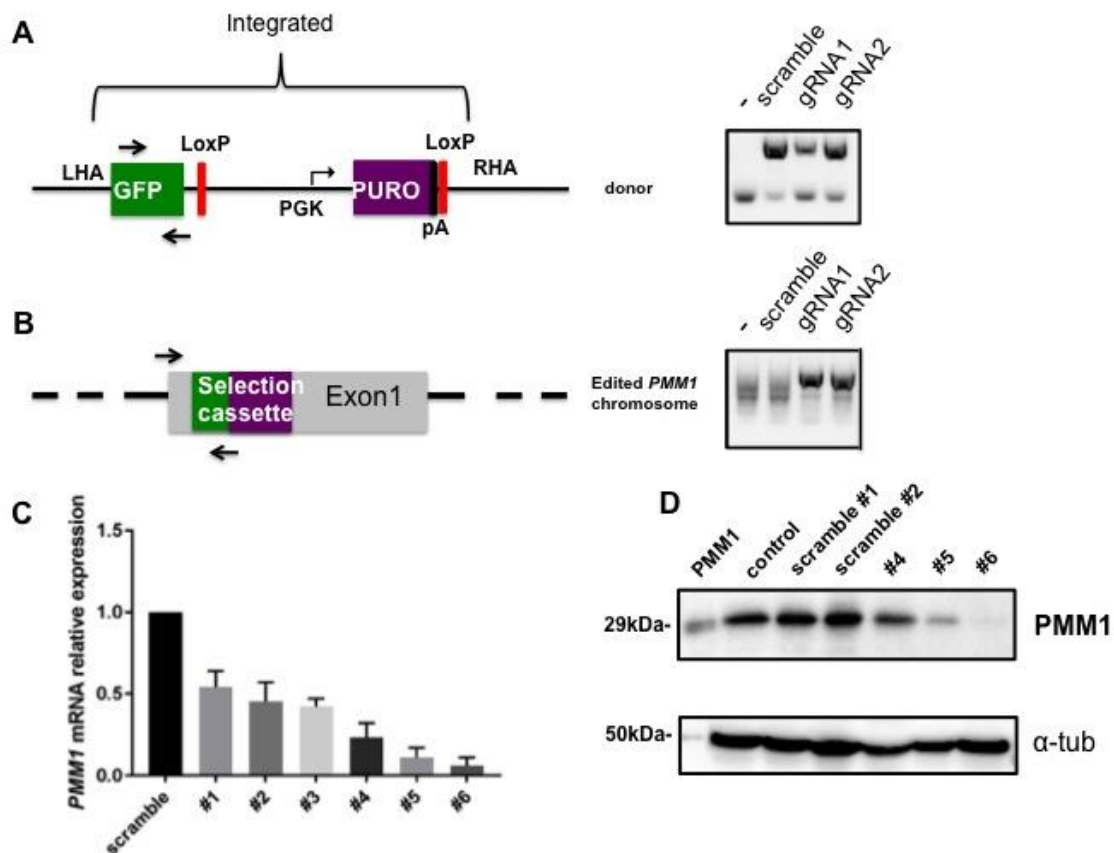 A
Integrated
LHA
GFP
LoxP
PGK
PURO
pA
LoxP
RHA
donor
-
scramble
gRNA1
gRNA2
B
Selection
cassette
Exon1
Edited PMM1
chromosome
-
scramble
gRNA1
gRNA2
C
PMM1 mRNA relative expression
1.5
1.0
0.5
0.0
scramble
#1
#2
#3
#4
#5
#6
D
PMM1
control
scramble #1
scramble #2
#4
#5
#6
29kDa-
PMM1
50kDa-
α-tub